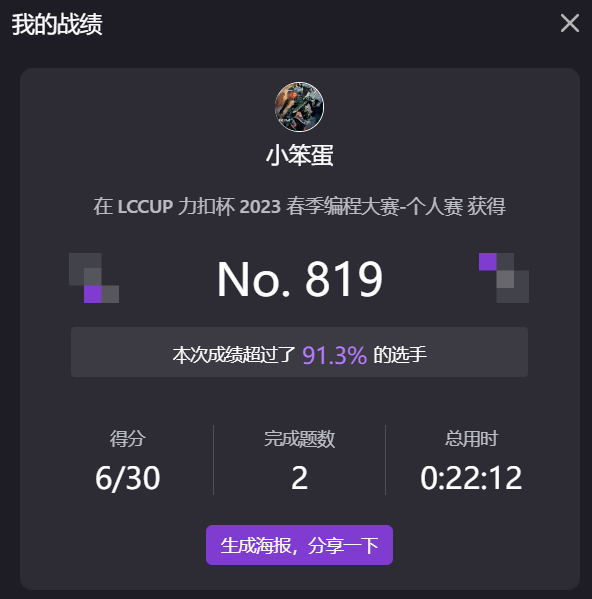 我的战绩
小笨蛋
在 LCCUP 力扣杯 2023 春季编程大赛-个人赛 获得
No. 819
本次成绩超过了 91.3% 的选手
得分 完成题数 总用时
6/30 2 0:22:12
生成海报，分享一下